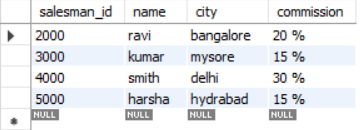 salesman_id name city commission
2000 ravi bangalore 20 %
3000 kumar mysore 15 %
4000 smith delhi 30 %
5000 harsha hydrabad 15 %
NULL NULL NULL NULL